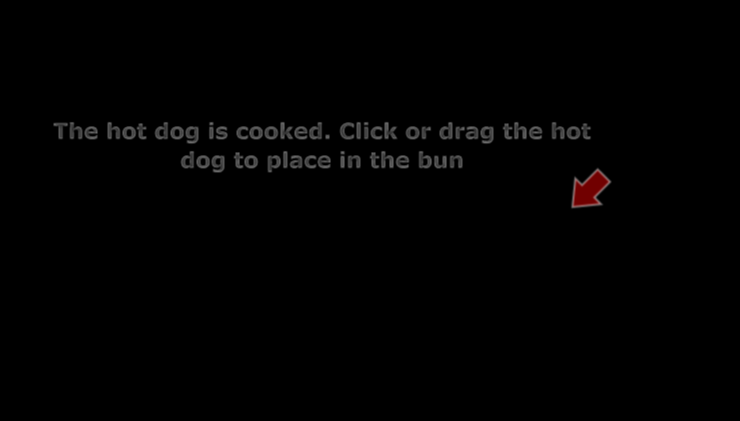 The hot dog is cooked. Click or drag the hot
dog to place in the bun